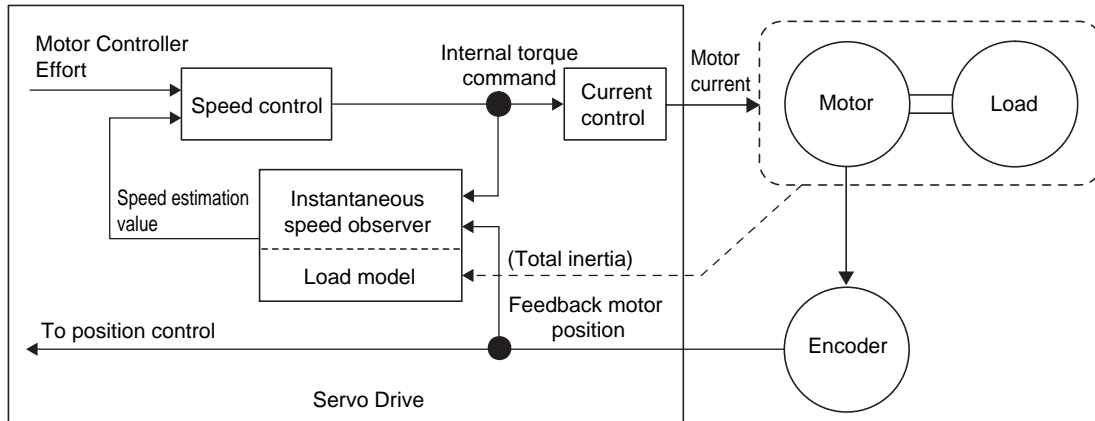 Motor Controller
Effort
Speed control
Internal torque
command
Current
control
Motor
current
Motor
Load
Speed estimation
value
Instantaneous
speed observer
Load model
(Total inertia)
Feedback motor
position
To position control
Encoder
Servo Drive